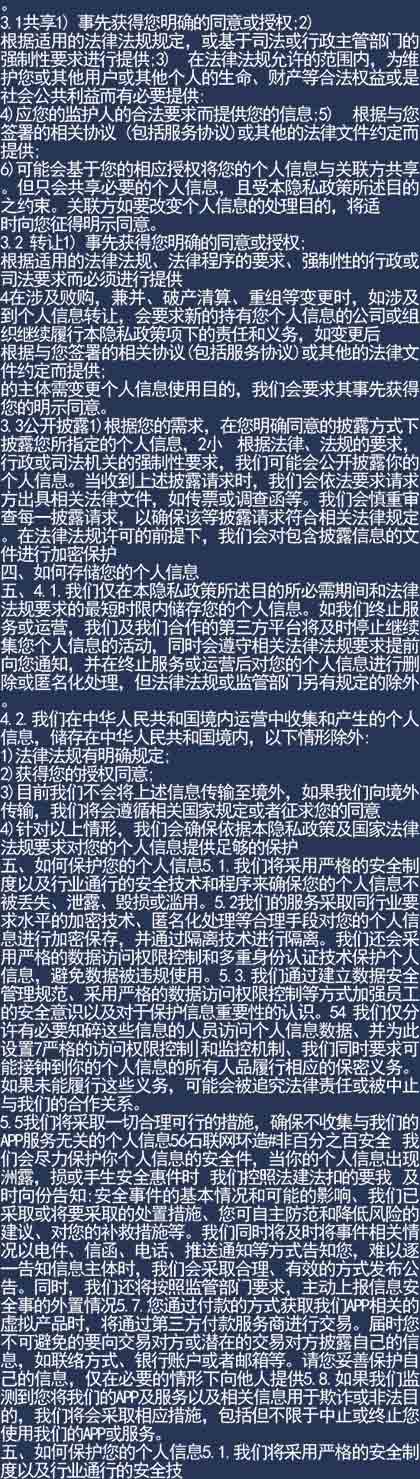 。
3.1共享1) 事先获得您明确的同意或授权;2)
根据适用的法律法规规定, 或基于司法或行政主管部门的
强制性要求进行提供;3)  在法律法规允许的范围内, 为维
护您或其他用户或其他个人的生命、财产等合法权益或是
社会公共利益而有必要提供;
4)应您的监护人的合法要求而提供您的信息;5)  根据与您
签署的相关协议 (包括服务协议)或其他的法律文件约定而
提供;
6)可能会基于您的相应授权将您的个人信息与关联方共享
。但只会共享必要的个人信息, 且受本隐私政策所述目的
之约束。关联方如要改变个人信息的处理目的, 将适
时向您征得明示同意。
3.2 转让1) 事先获得您明确的同意或授权;
根据适用的法律法规、法律程序的要求、强制性的行政或
司法要求而必须进行提供
4在涉及败购, 兼并、破产清算、重组等变更时, 如涉及
到个人信息转让, 会要求新的持有您个人信息的公司或组
织继续履行本隐私政策项下的责任和义务, 如变更后
根据与您签署的相关协议(包括服务协议)或其他的法律文
件约定而提供;
的主体需变更个人信息使用目的, 我们会要求其事先获得
您的明示同意。
3.3公开披露1)根据您的需求, 在您明确同意的披露方式下
披露您所指定的个人信息, 2小  根据法律、法规的要求,
行政或司法机关的强制性要求, 我们可能会公开披露你的
个人信息。当收到上述披露请求时, 我们会依法要求请求
方出具相关法律文件, 如传票或调查函等。我们会慎重审
查每一披露请求, 以确保该等披露请求符合相关法律规定
。在法律法规许可的前提下, 我们会对包含披露信息的文
件进行加密保护
四、如何存储您的个人信息
五、4.1.我们仅在本隐私政策所述目的所必需期间和法律
法规要求的最短时限内储存您的个人信息。如我们终止服
务或运营, 我们及我们合作的第三方平台将及时停止继续
集您个人信息的活动, 同时会遵守相关法律法规要求提前
向您通知, 并在终止服务或运营后对您的个人信息进行删
除或匿名化处理, 但法律法规或监管部门另有规定的除外
。
4.2.我们在中华人民共和国境内运营中收集和产生的个人
信息, 储存在中华人民共和国境内, 以下情形除外:
1)法律法规有明确规定;
2)获得您的授权同意;
3)目前我们不会将上述信息传输至境外, 如果我们向境外
传输, 我们将会遵循相关国家规定或者征求您的同意
4)针对以上情形, 我们会确保依据本隐私政策及国家法律
法规要求对您的个人信息提供足够的保护
五、如何保护您的个人信息5.1.我们将采用严格的安全制
度以及行业通行的安全技术和程序来确保您的个人信息不
被丢失、泄露、毁损或滥用。5.2我们的服务采取同行业要
求水平的加密技术、匿名化处理等合理手段对您的个人信
息进行加密保存, 并通过隔离技术进行隔离。我们还会采
用严格的数据访问权限控制和多重身份认证技术保护个人
信息, 避免数据被违规使用。5.3.我们通过建立数据安全
管理规范、采用严格的数据访问权限控制等方式加强员工
的安全意识以及对于保护信息重要性的认识。54 我们仅分
许有必要知碎这些信息的人员访问个人信息数据、并为此
设置7严格的访问权限控制|和监控机制、我们同时要求可
能接钟到你的个人信息的所有人品履行相应的保密义务。
如果未能履行这些义务, 可能会被追究法律责任或被中止
与我们的合作关系。
5.5我们将采取一切合理可行的措施, 确保不收集与我们的
APP服务无关的个人信息56石联网环造#非百分之百安全 我
们会尽力保护你个人信息的安全件, 当你的个人信息出现
洲露, 损或手生安全惠件时 我们控照法建法扣的要我 及
时向份告知:安全事件的基本情况和可能的影响、我们已
采取或将要采取的处置措施、您可自主防范和降低风险的
建议、对您的补救措施等。我们同时将及时将事件相关情
况以电件、信函、电话、推送通知等方式告知您, 难以逐
一告知信息主体时, 我们会采取合理、有效的方式发布公
告。同时, 我们还将按照监管部门要求, 主动上报信息安
全事的外置情况5.7.您通过付款的方式获取我们APP相关的
虚拟产品时, 将通过第三方付款服务商进行交易。届时您
不可避免的要向交易对方或潜在的交易对方披露自己的信
息, 如联络方式、银行账户或者邮箱等。请您妥善保护自
己的信息, 仅在必要的情形下向他人提供5.8.如果我们监
测到您将我们的APP及服务以及相关信息用于欺诈或非法目
的, 我们将会采取相应措施, 包括但不限于中止或终止您
使用我们的APP或服务。
五、如何保护您的个人信息5.1.我们将采用严格的安全制
度以及行业通行的安全技